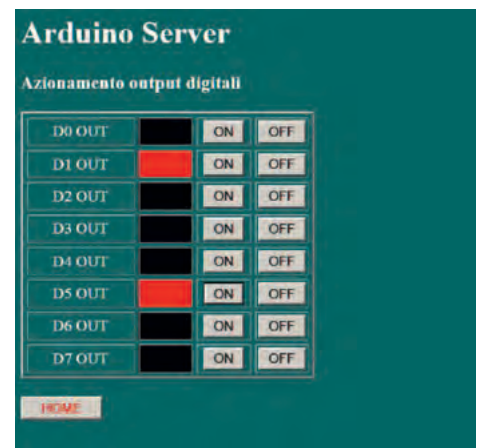 Arduino Server
Azionamento output digitali
D0 OUT ON OFF
D1 OUT ON OFF
D2 OUT ON OFF
D3 OUT ON OFF
D4 OUT ON OFF
D5 OUT ON OFF
D6 OUT ON OFF
D7 OUT ON OFF
HOME